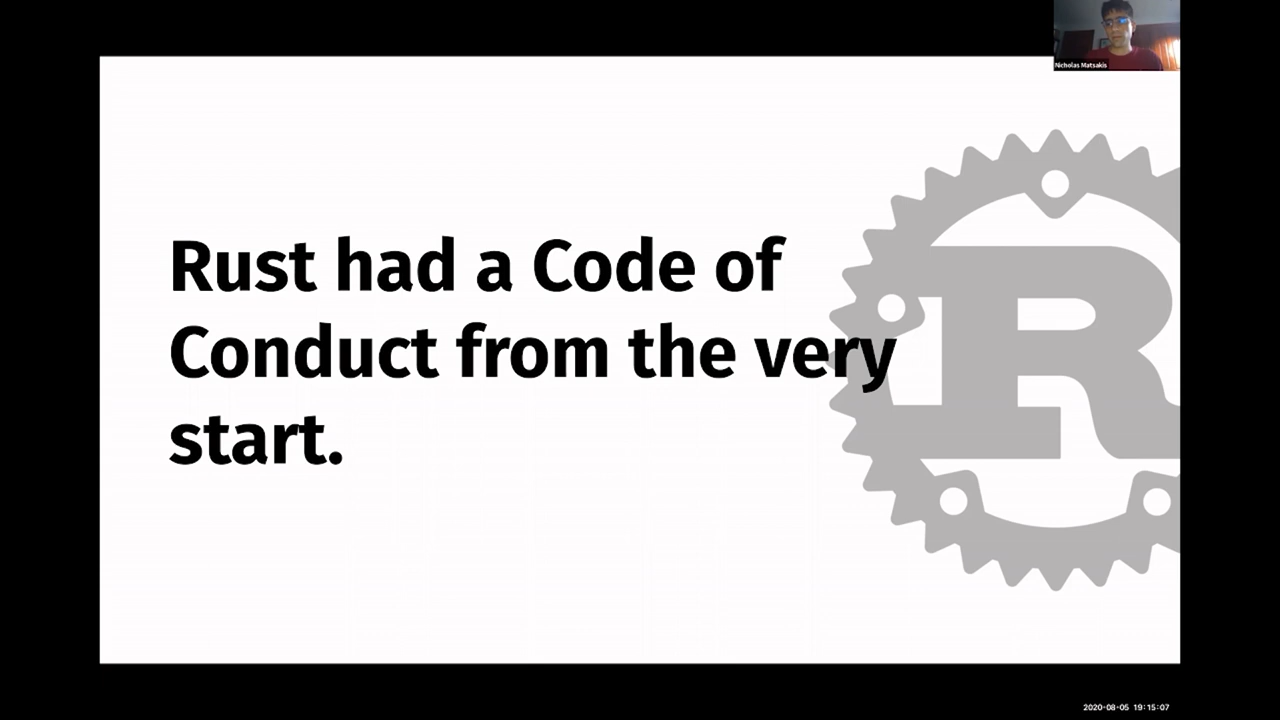 Nicholas Matsakis
Rust had a Code of
Conduct from the very
start.
R
2020-08-05 19:15:07